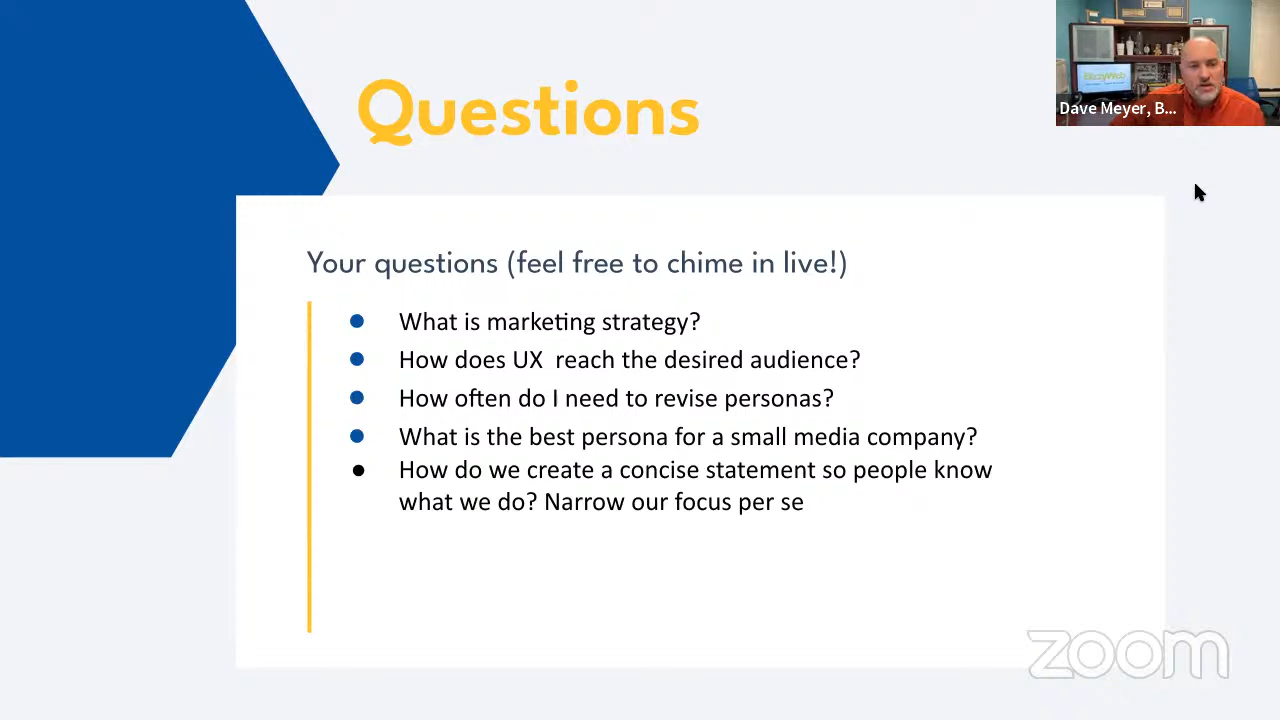 Questions
BizzyWeb
Dave Meyer, B...
Your questions (feel free to chime in live!)
What is marketing strategy?
How does UX  reach the desired audience?
How often do I need to revise personas?
What is the best persona for a small media company?
How do we create a concise statement so people know
what we do? Narrow our focus per se
zoom